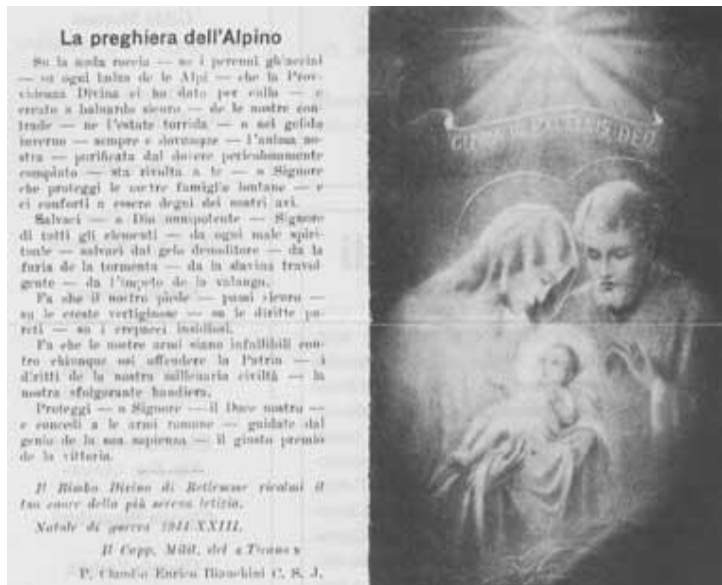 La preghiera dell'Alpino
Su la nuda roccia — su i perenni ghiacciai
— su ogni balza de le Alpi — che la Prov-
videnza Divina ci ha dato per culla — e
creato a baluardo sicuro — de le nostre con-
trade — ne l'estate torrida — o nel gelido
inverno — sempre e dovunque — l'anima no-
stra — purificata dal dovere pericolosamente
compiuto — sta rivolta a te — o Signore
che proteggi le nostre famiglie lontane — e
ci conforti a essere degni dei nostri avi.
Salvaci — o Dio onnipotente — Signore
di tutti gli elementi — da ogni male spiri-
tuale — salvaci dal gelo demolitore — da la
furia de la tormenta — da la slavina travol-
gente — da l'impeto de la valanga.
Fa che il nostro piede — passi sicuro —
su le creste vertiginose — su le diritte pa-
reti — su i crepacci insidiosi.
Fa che le nostre armi siano infallibili con-
tro chiunque osi offendere la Patria — i
diritti de la nostra millenaria civiltà — la
nostra sfolgorante bandiera.
Proteggi — o Signore — il Duce nostro —
e concedi a le armi romane — guidate dal
genio de la sua sapienza — il giusto premio
de la vittoria.
Il Bimbo Divino di Betlemme ricolmi il
tuo cuore della più serena letizia.
Natale di guerra 1944-XXIII.
Il Capp. Milit. del « Tirano »
P. Claudio Enrico Bianchini C. S. J.
GLORIA IN EXCELSIS DEO